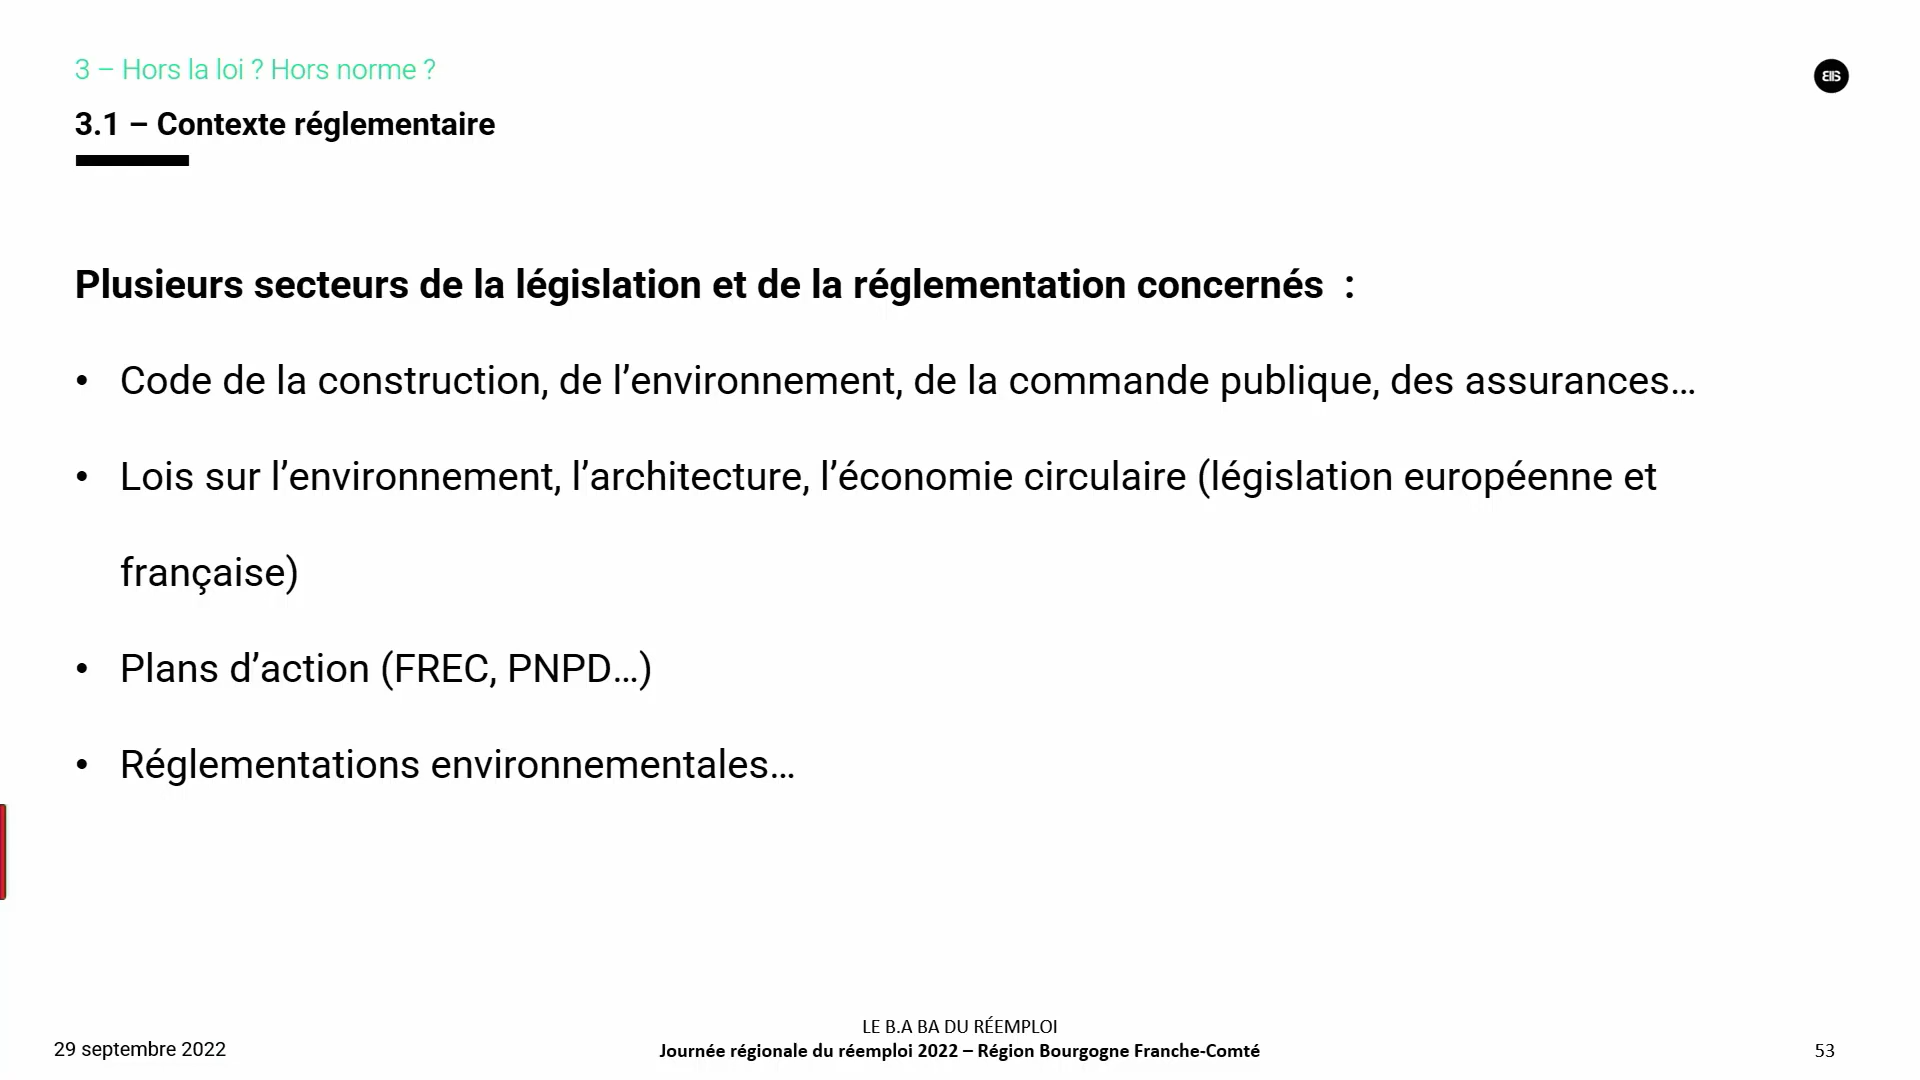 3 – Hors la loi ? Hors norme ?
3.1 – Contexte réglementaire
Plusieurs secteurs de la législation et de la réglementation concernés  :
• Code de la construction, de l’environnement, de la commande publique, des assurances…
• Lois sur l’environnement, l’architecture, l’économie circulaire (législation européenne et
française)
• Plans d’action (FREC, PNPD…)
• Réglementations environnementales…
LE B.A BA DU RÉEMPLOI
29 septembre 2022
Journée régionale du réemploi 2022 – Région Bourgogne Franche-Comté
53